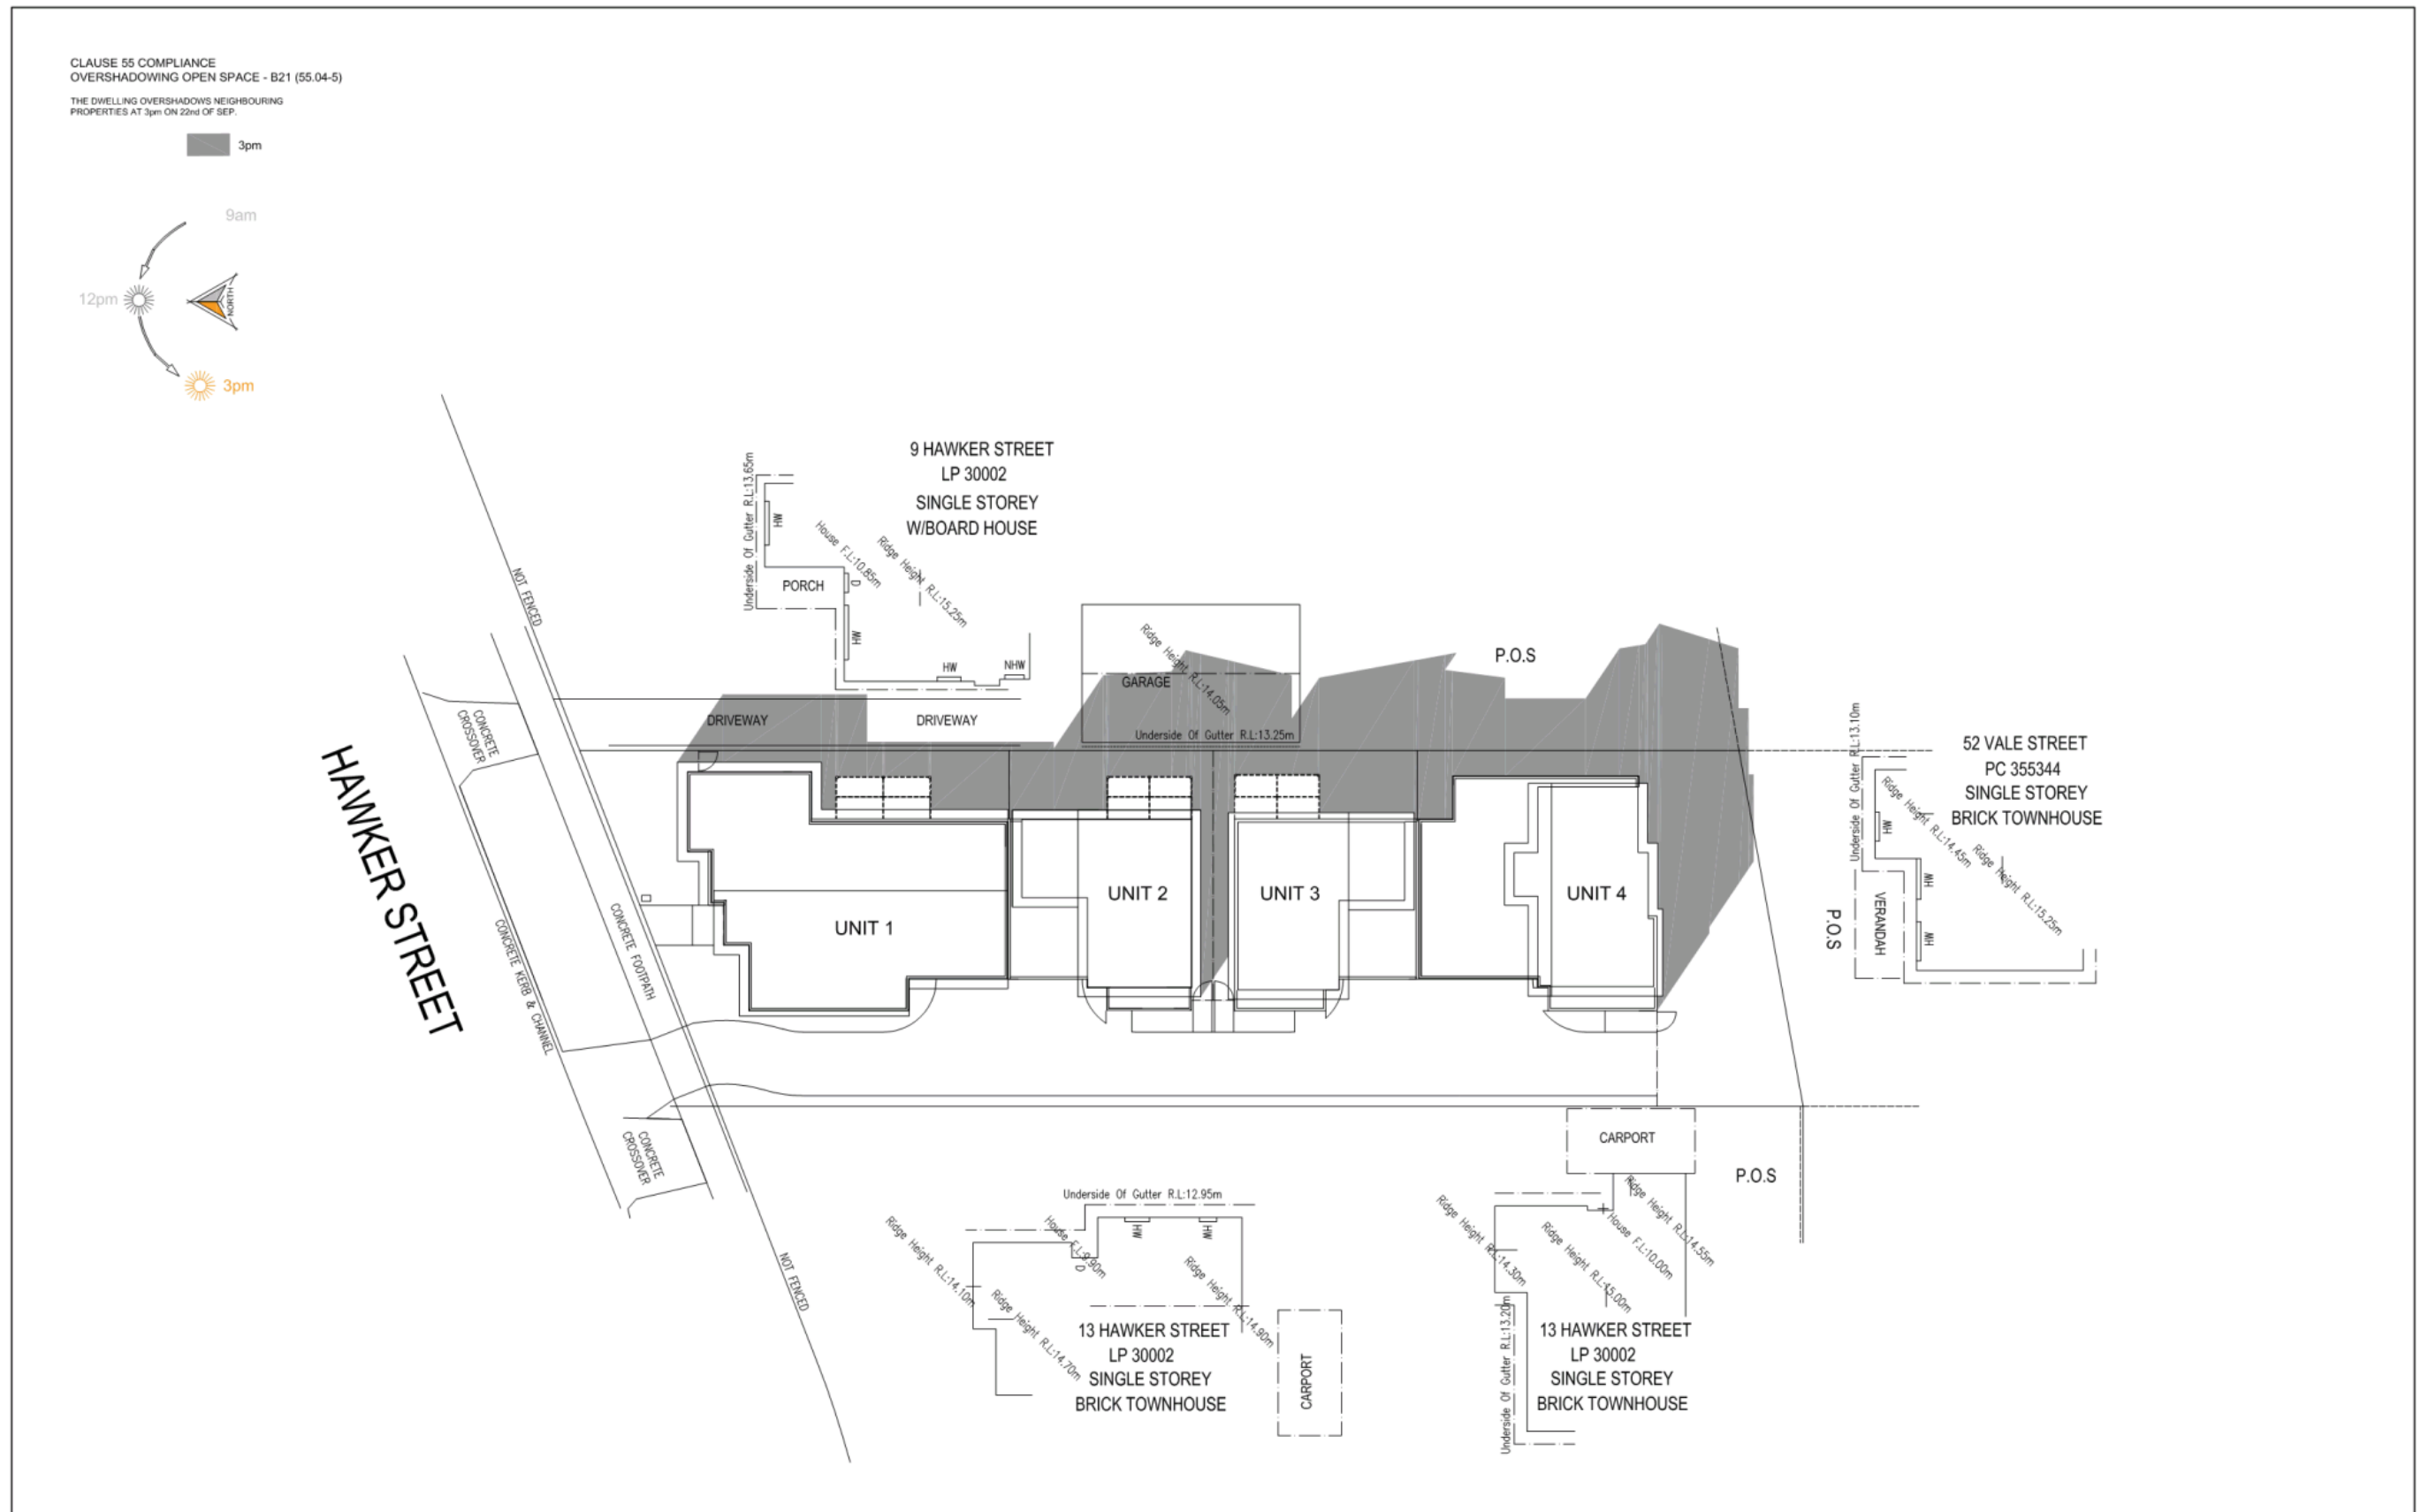 CLAUSE 55 COMPLIANCE
OVERSHADOWING OPEN SPACE - B21 (55.04-5)
THE DWELLING OVERSHADOWS NEIGHBOURING
PROPERTIES AT 3pm ON 22nd OF SEP.
3pm
9am
12pm
NORTH
3pm
9 HAWKER STREET
LP 30002
SINGLE STOREY
W/BOARD HOUSE
Underside Of Gutter R.L:13.65m
HW
House F.L:10.85m
Ridge Height R.L:15.25m
PORCH
D
HW
HW
NHW
NOT FENCED
Ridge Height R.L:14.05m
GARAGE
P.O.S
DRIVEWAY
DRIVEWAY
Underside Of Gutter R.L:13.25m
CONCRETE
CROSSOVER
HAWKER STREET
Underside Of Gutter R.L:13.10m
52 VALE STREET
PC 355344
SINGLE STOREY
BRICK TOWNHOUSE
Ridge Height R.L:14.45m
HW
Ridge Height R.L:15.25m
HW
HW
VERANDAH
P.O.S
UNIT 1
UNIT 2
UNIT 3
UNIT 4
CONCRETE FOOTPATH
CONCRETE KERB & CHANNEL
CONCRETE
CROSSOVER
CARPORT
P.O.S
Underside Of Gutter R.L:12.95m
HW
HW
House F.L:9.90m
D
Ridge Height R.L:14.10m
Ridge Height R.L:14.70m
Ridge Height R.L:14.90m
NOT FENCED
13 HAWKER STREET
LP 30002
SINGLE STOREY
BRICK TOWNHOUSE
CARPORT
Ridge Height R.L:14.55m
House F.L:10.00m
Ridge Height R.L:14.30m
Ridge Height R.L:15.00m
Underside Of Gutter R.L:13.20m
13 HAWKER STREET
LP 30002
SINGLE STOREY
BRICK TOWNHOUSE